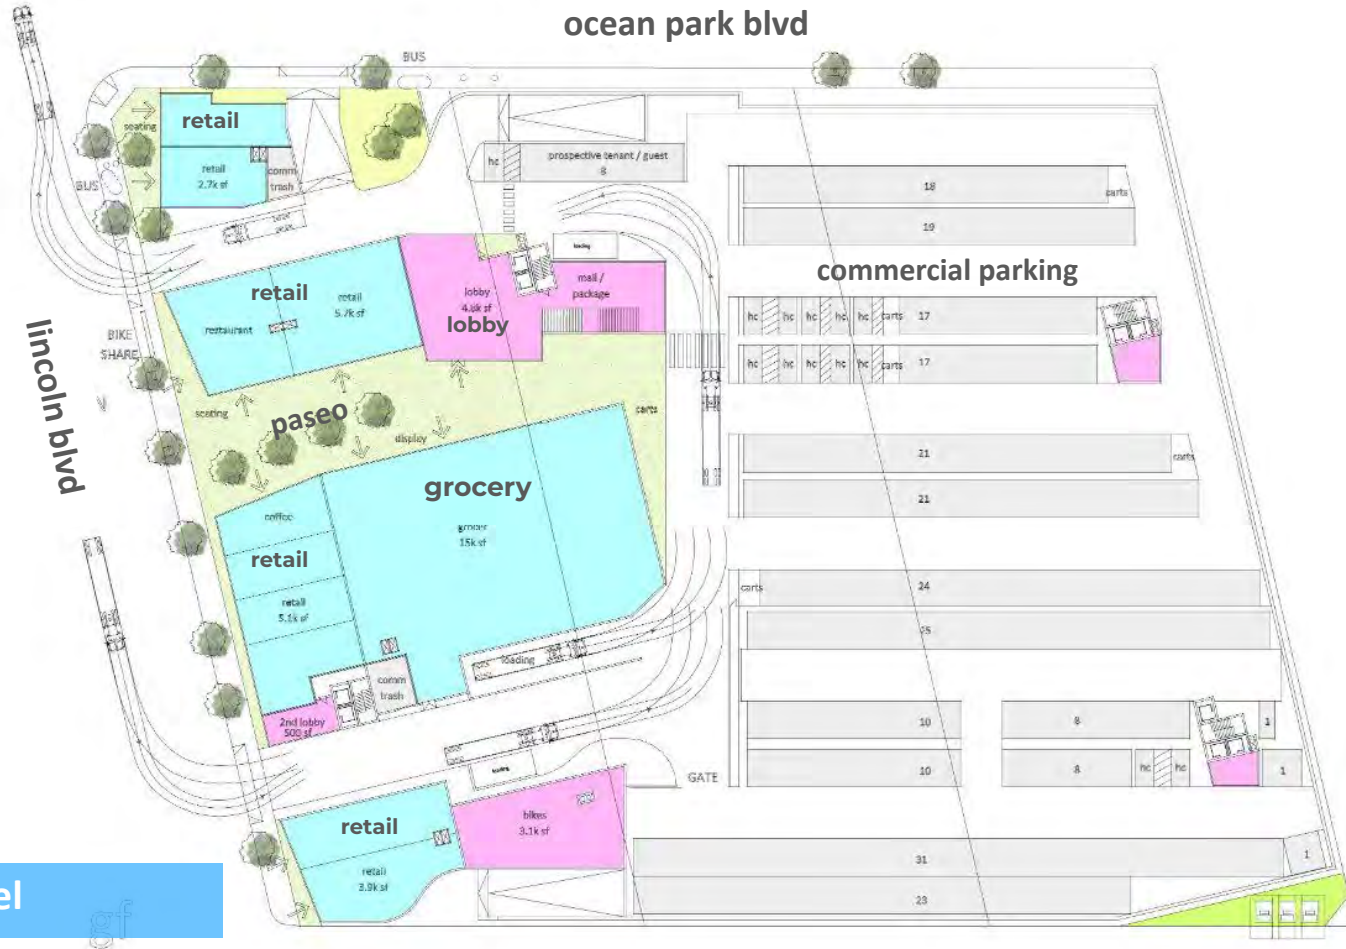 ocean park blvd
BUS
retail
seating
retail
2.7k sf
comm
trash
BUS
hc
prospective tenant / guest
8
18
carts
19
loading
commercial parking
retail
retail
5.7k sf
restaurant
lobby
4.8k sf
lobby
mail /
package
hc
hc
hc
hc
hc
carts
17
hc
hc
hc
hc
hc
carts
17
BIKE
SHARE
lincoln blvd
seating
paseo
display
carts
21
carts
21
grocery
grocer
15k sf
coffee
retail
retail
5.1k sf
carts
24
25
loading
comm
trash
2nd lobby
500 sf
10
8
1
10
8
hc
hc
1
loading
GATE
bikes
3.1k sf
retail
retail
3.9k sf
31
1
23
el
gf